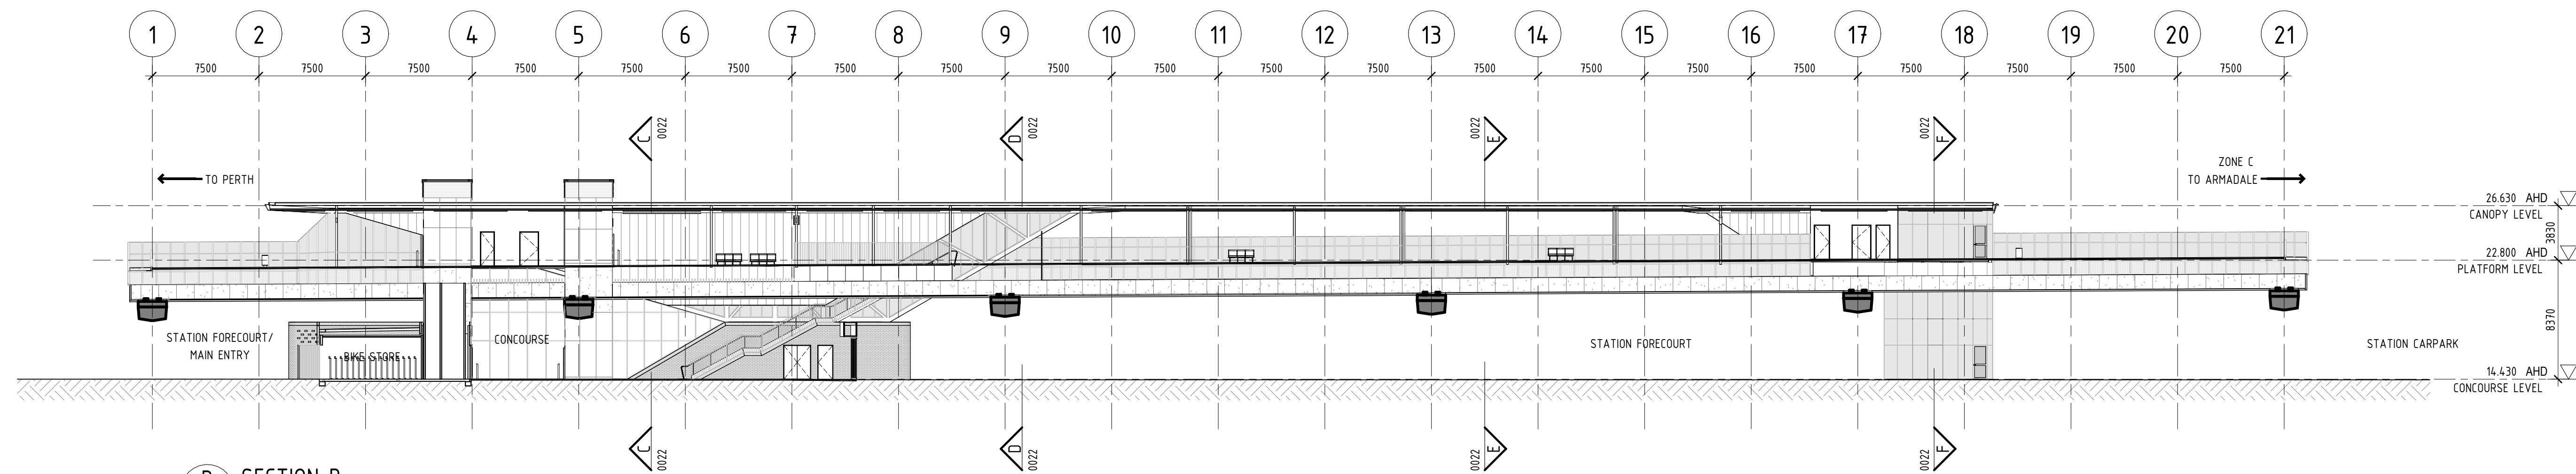 1 2 3 4 5 6 7 8 9 10 11 12 13 14 15 16 17 18 19 20 21
7500 7500 7500 7500 7500 7500 7500 7500 7500 7500 7500 7500 7500 7500 7500 7500 7500 7500 7500 7500
C 0022 D 0022 E 0022 F 0022
TO PERTH
ZONE C
TO ARMADALE
26.630 AHD
CANOPY LEVEL
3830
22.800 AHD
PLATFORM LEVEL
8370
STATION FORECOURT/
MAIN ENTRY
BIKE STORE
CONCOURSE
STATION FORECOURT
STATION CARPARK
14.430 AHD
CONCOURSE LEVEL
C 0022 D 0022 E 0022 F 0022
B SECTION B